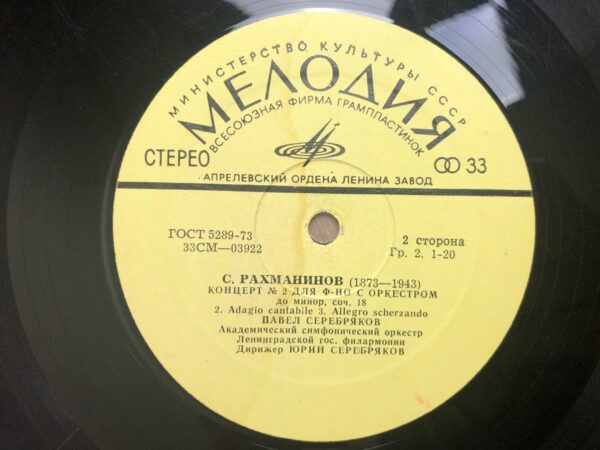 МИНИСТЕРСТВО КУЛЬТУРЫ СССР
МЕЛОДИЯ
ВСЕСОЮЗНАЯ ФИРМА ГРАМПЛАСТИНОК
СТЕРЕО
33
АПРЕЛЕВСКИЙ ОРДЕНА ЛЕНИНА ЗАВОД
ГОСТ 5289-73
33СМ—03922
2 сторона
Гр. 2. 1-20
С. РАХМАНИНОВ (1873—1943)
КОНЦЕРТ № 2 ДЛЯ Ф-НО С ОРКЕСТРОМ
до минор, соч. 18
2. Adagio cantabile 3. Allegro scherzando
ПАВЕЛ СЕРЕБРЯКОВ
Академический симфонический оркестр
Ленинградской гос. филармонии
Дирижер ЮРИЙ СЕРЕБРЯКОВ